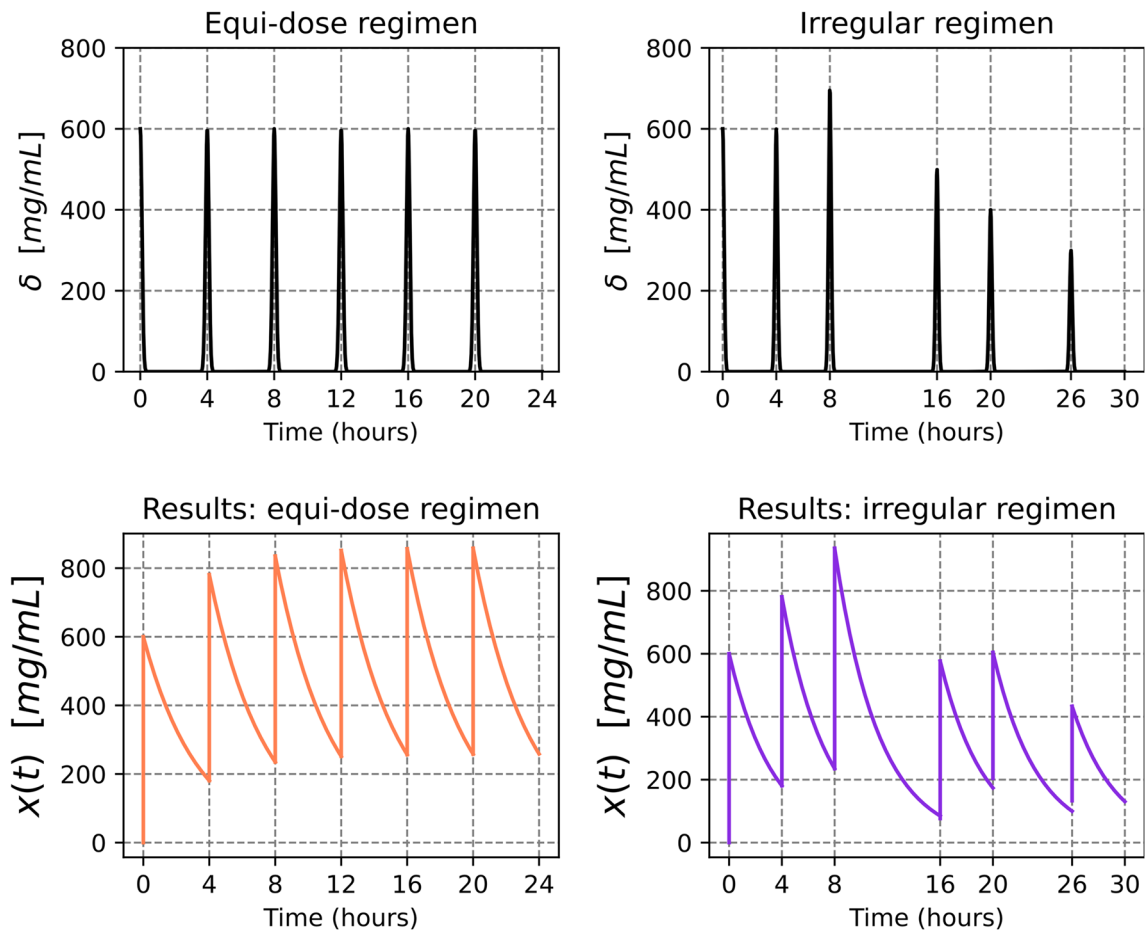 Equi-dose regimen
800
600
400
200
0
δ [mg/mL]
0 4 8 12 16 20 24
Time (hours)
Irregular regimen
800
600
400
200
0
δ [mg/mL]
0 4 8 16 20 26 30
Time (hours)
Results: equi-dose regimen
800
600
400
200
0
x(t) [mg/mL]
0 4 8 12 16 20 24
Time (hours)
Results: irregular regimen
800
600
400
200
0
x(t) [mg/mL]
0 4 8 16 20 26 30
Time (hours)